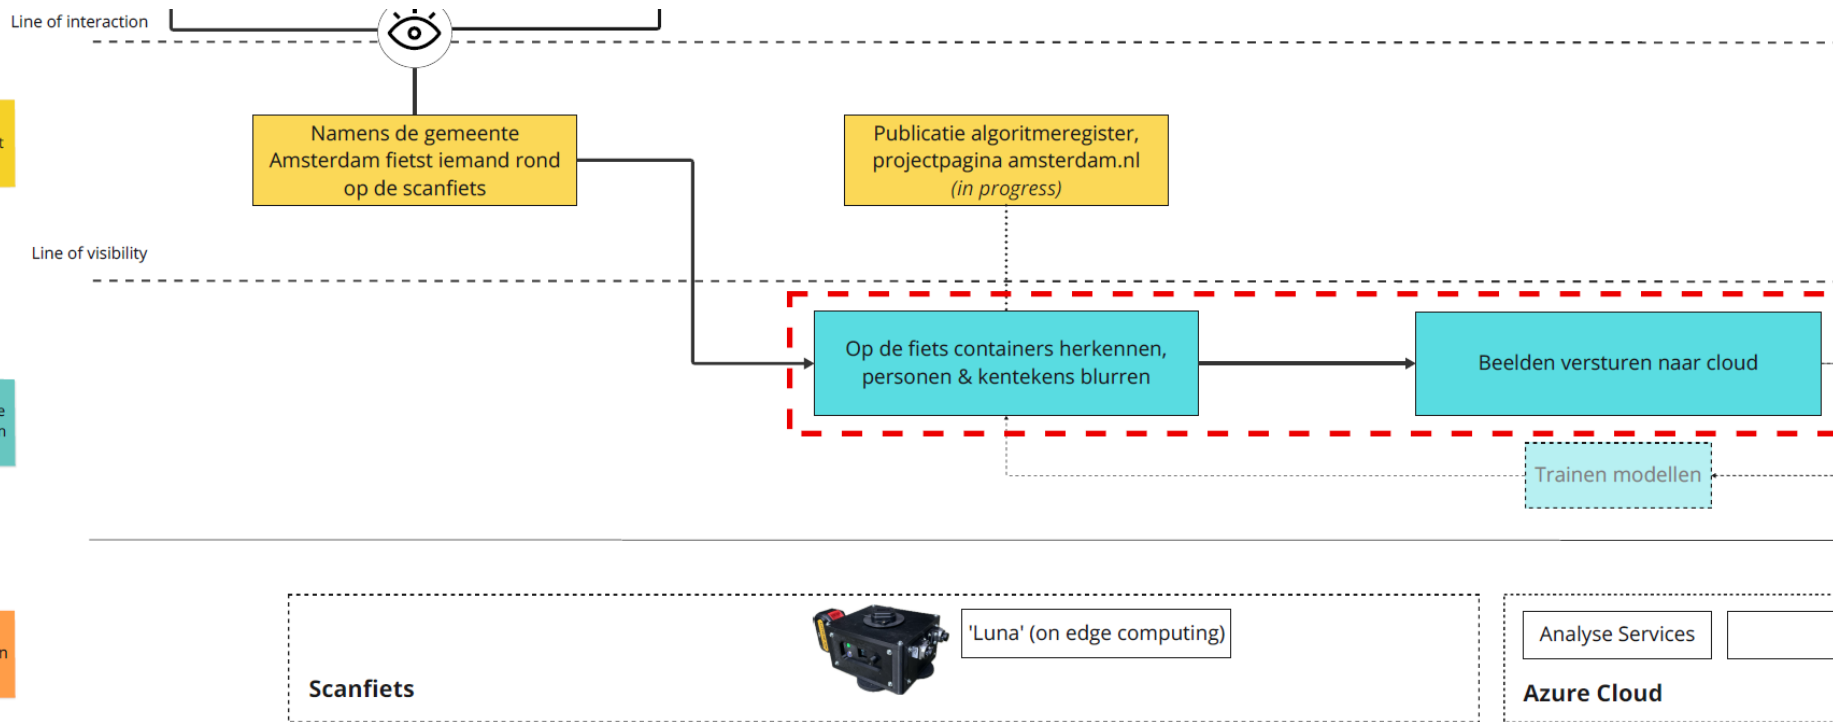 Line of interaction
Namens de gemeente
Amsterdam fietst iemand rond
op de scanfiets
Publicatie algoritmeregister,
projectpagina amsterdam.nl
(in progress)
Line of visibility
Op de fiets containers herkennen,
personen & kentekens blurren
Beelden versturen naar cloud
Trainen modellen
'Luna' (on edge computing)
Scanfiets
Analyse Services
Azure Cloud